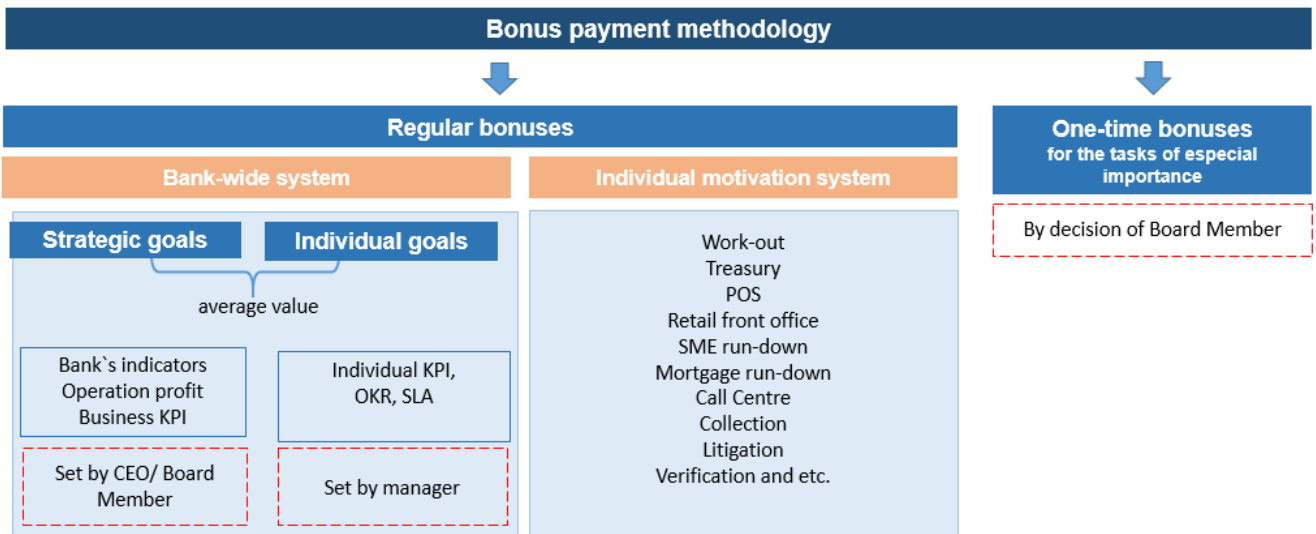 Bonus payment methodology
Regular bonuses
Bank-wide system
Strategic goals
Individual goals
average value
Bank`s indicators
Operation profit
Business KPI
Individual KPI,
OKR, SLA
Set by CEO/ Board
Member
Set by manager
Individual motivation system
Work-out
Treasury
POS
Retail front office
SME run-down
Mortgage run-down
Call Centre
Collection
Litigation
Verification and etc.
One-time bonuses
for the tasks of especial
importance
By decision of Board Member